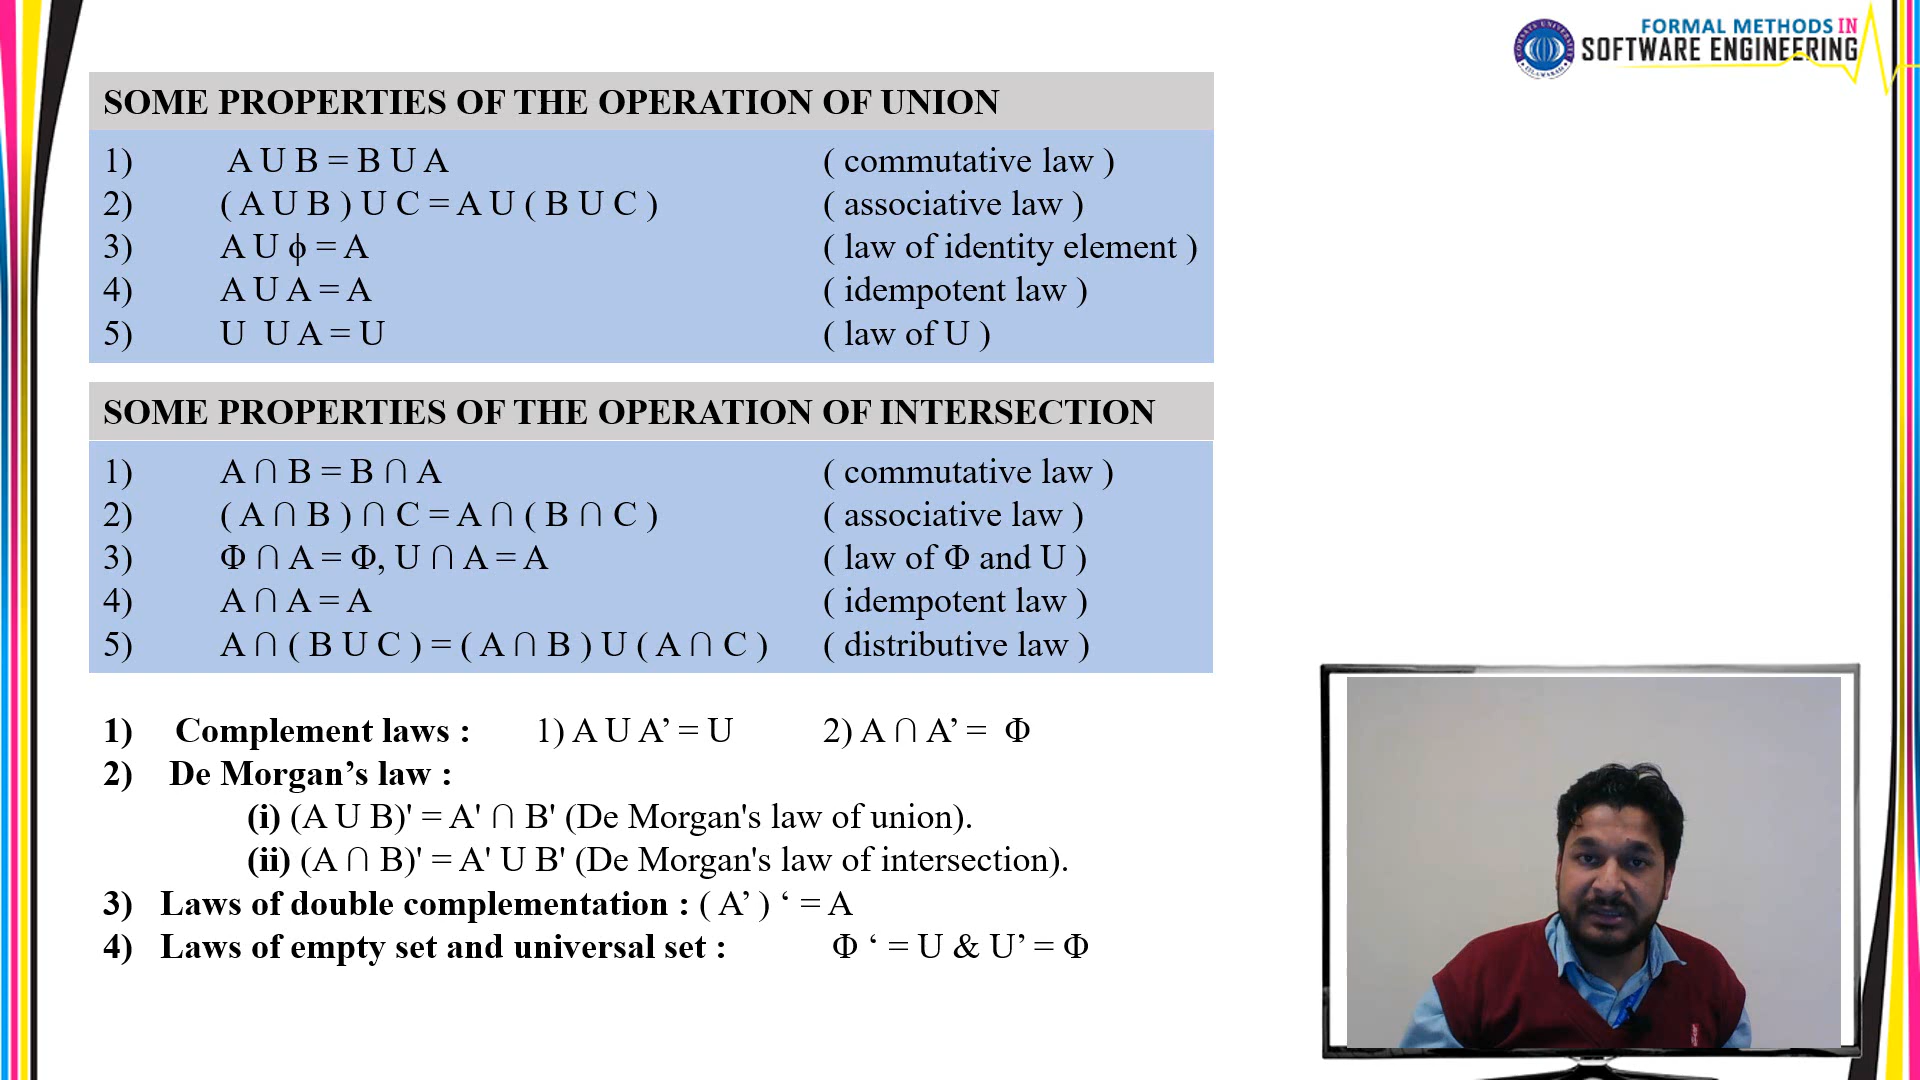 FORMAL METHODS IN
SOFTWARE ENGINEERING
SOME PROPERTIES OF THE OPERATION OF UNION
1) A U B = B U A ( commutative law )
2) ( A U B ) U C = A U ( B U C ) ( associative law )
3) A U ϕ = A ( law of identity element )
4) A U A = A ( idempotent law )
5) U U A = U ( law of U )
SOME PROPERTIES OF THE OPERATION OF INTERSECTION
1) A ∩ B = B ∩ A ( commutative law )
2) ( A ∩ B ) ∩ C = A ∩ ( B ∩ C ) ( associative law )
3) Φ ∩ A = Φ, U ∩ A = A ( law of Φ and U )
4) A ∩ A = A ( idempotent law )
5) A ∩ ( B U C ) = ( A ∩ B ) U ( A ∩ C ) ( distributive law )
1) Complement laws : 1) A U A’ = U 2) A ∩ A’ = Φ
2) De Morgan’s law :
(i) (A U B)' = A' ∩ B' (De Morgan's law of union).
(ii) (A ∩ B)' = A' U B' (De Morgan's law of intersection).
3) Laws of double complementation : ( A’ ) ‘ = A
4) Laws of empty set and universal set : Φ ‘ = U & U’ = Φ